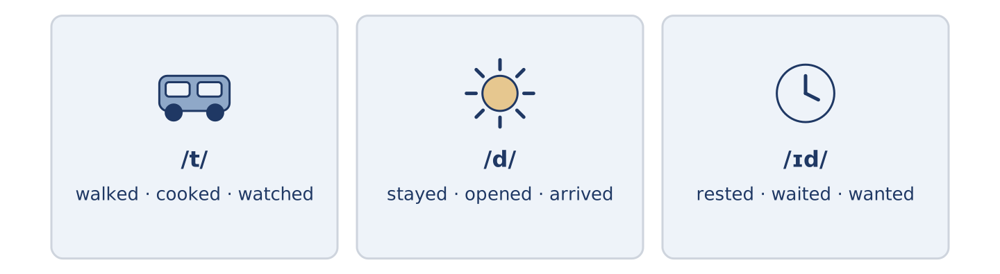 /t/
walked · cooked · watched
/d/
stayed · opened · arrived
/ɪd/
rested · waited · wanted